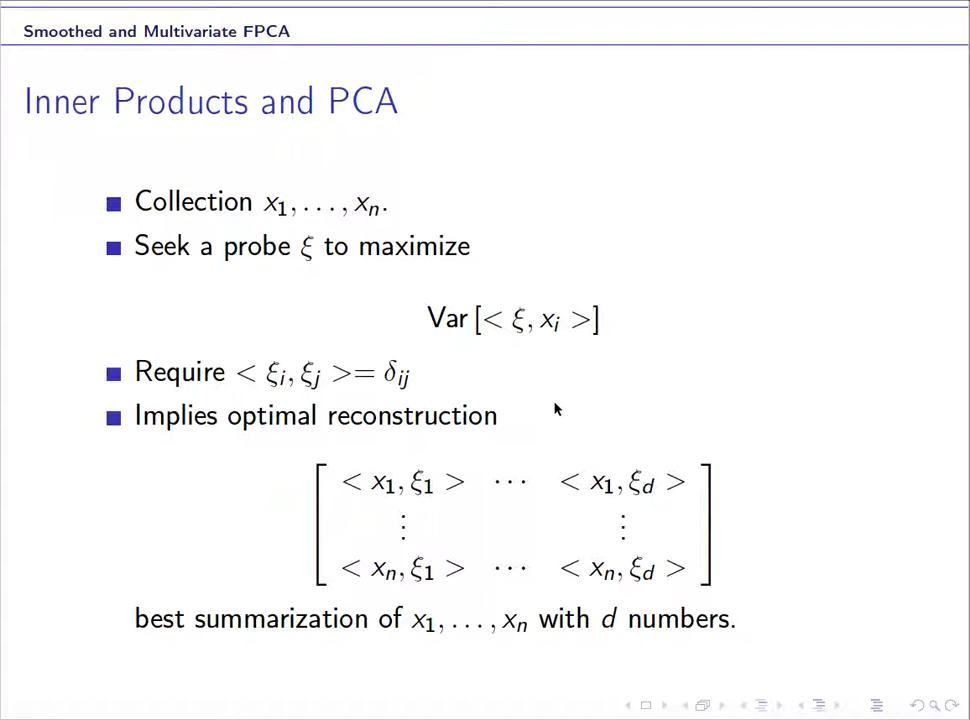 Smoothed and Multivariate FPCA
Inner Products and PCA
Collection x₁, . . . , xₙ.
Seek a probe ξ to maximize
Var [< ξ, xᵢ >]
Require < ξᵢ, ξⱼ >= δᵢⱼ
Implies optimal reconstruction
< x₁, ξ₁ > ⋯ < x₁, ξ_d >
⋮ ⋮
< xₙ, ξ₁ > ⋯ < xₙ, ξ_d >
best summarization of x₁, . . . , xₙ with d numbers.